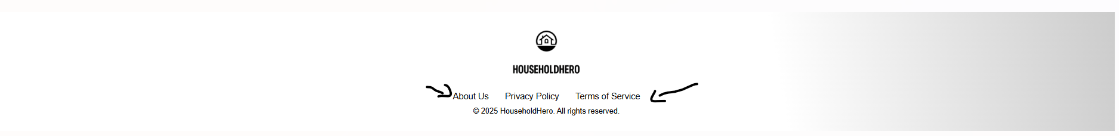 HOUSEHOLDHERO
About Us Privacy Policy Terms of Service
© 2025 HouseholdHero. All rights reserved.